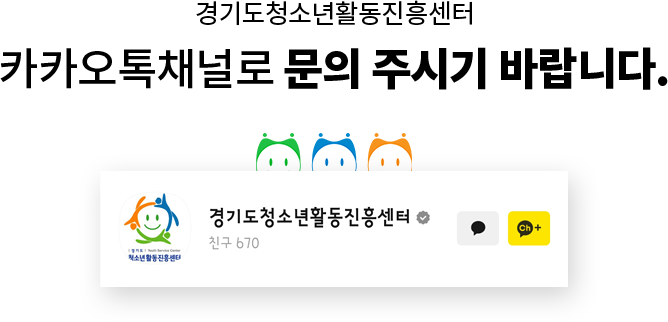 경기도청소년활동진흥센터
카카오톡채널로 문의 주시기 바랍니다.
경기도청소년활동진흥센터
친구 670
| 경기도 | Youth Service Center
청소년활동진흥센터
Ch+